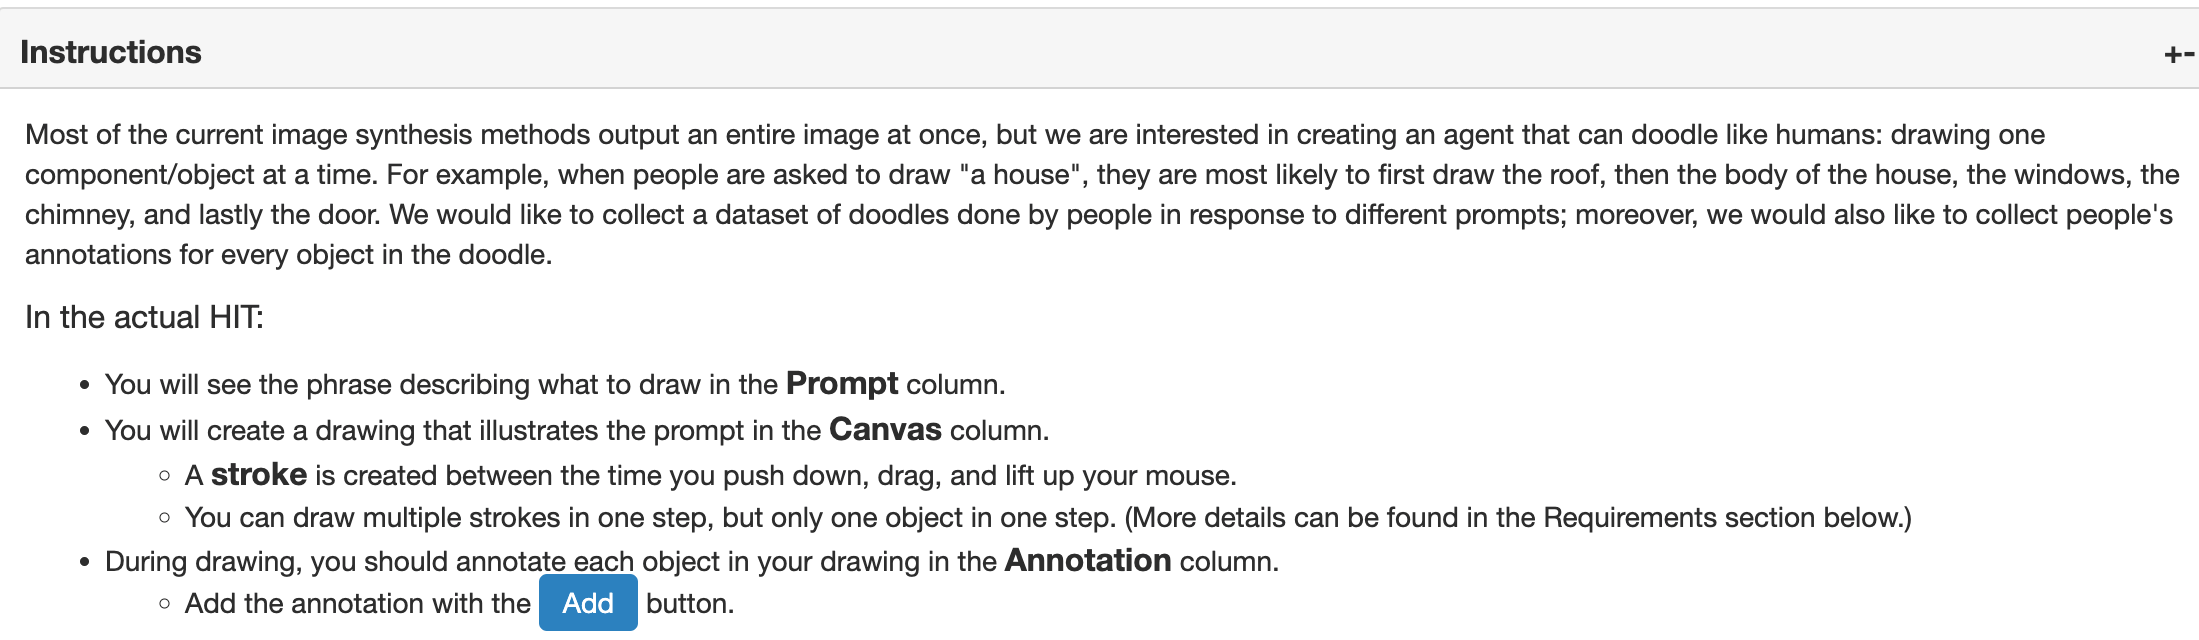 Instructions
+-
Most of the current image synthesis methods output an entire image at once, but we are interested in creating an agent that can doodle like humans: drawing one
component/object at a time. For example, when people are asked to draw "a house", they are most likely to first draw the roof, then the body of the house, the windows, the
chimney, and lastly the door. We would like to collect a dataset of doodles done by people in response to different prompts; moreover, we would also like to collect people's
annotations for every object in the doodle.
In the actual HIT:
• You will see the phrase describing what to draw in the Prompt column.
• You will create a drawing that illustrates the prompt in the Canvas column.
◦ A stroke is created between the time you push down, drag, and lift up your mouse.
◦ You can draw multiple strokes in one step, but only one object in one step. (More details can be found in the Requirements section below.)
• During drawing, you should annotate each object in your drawing in the Annotation column.
◦ Add the annotation with the Add button.